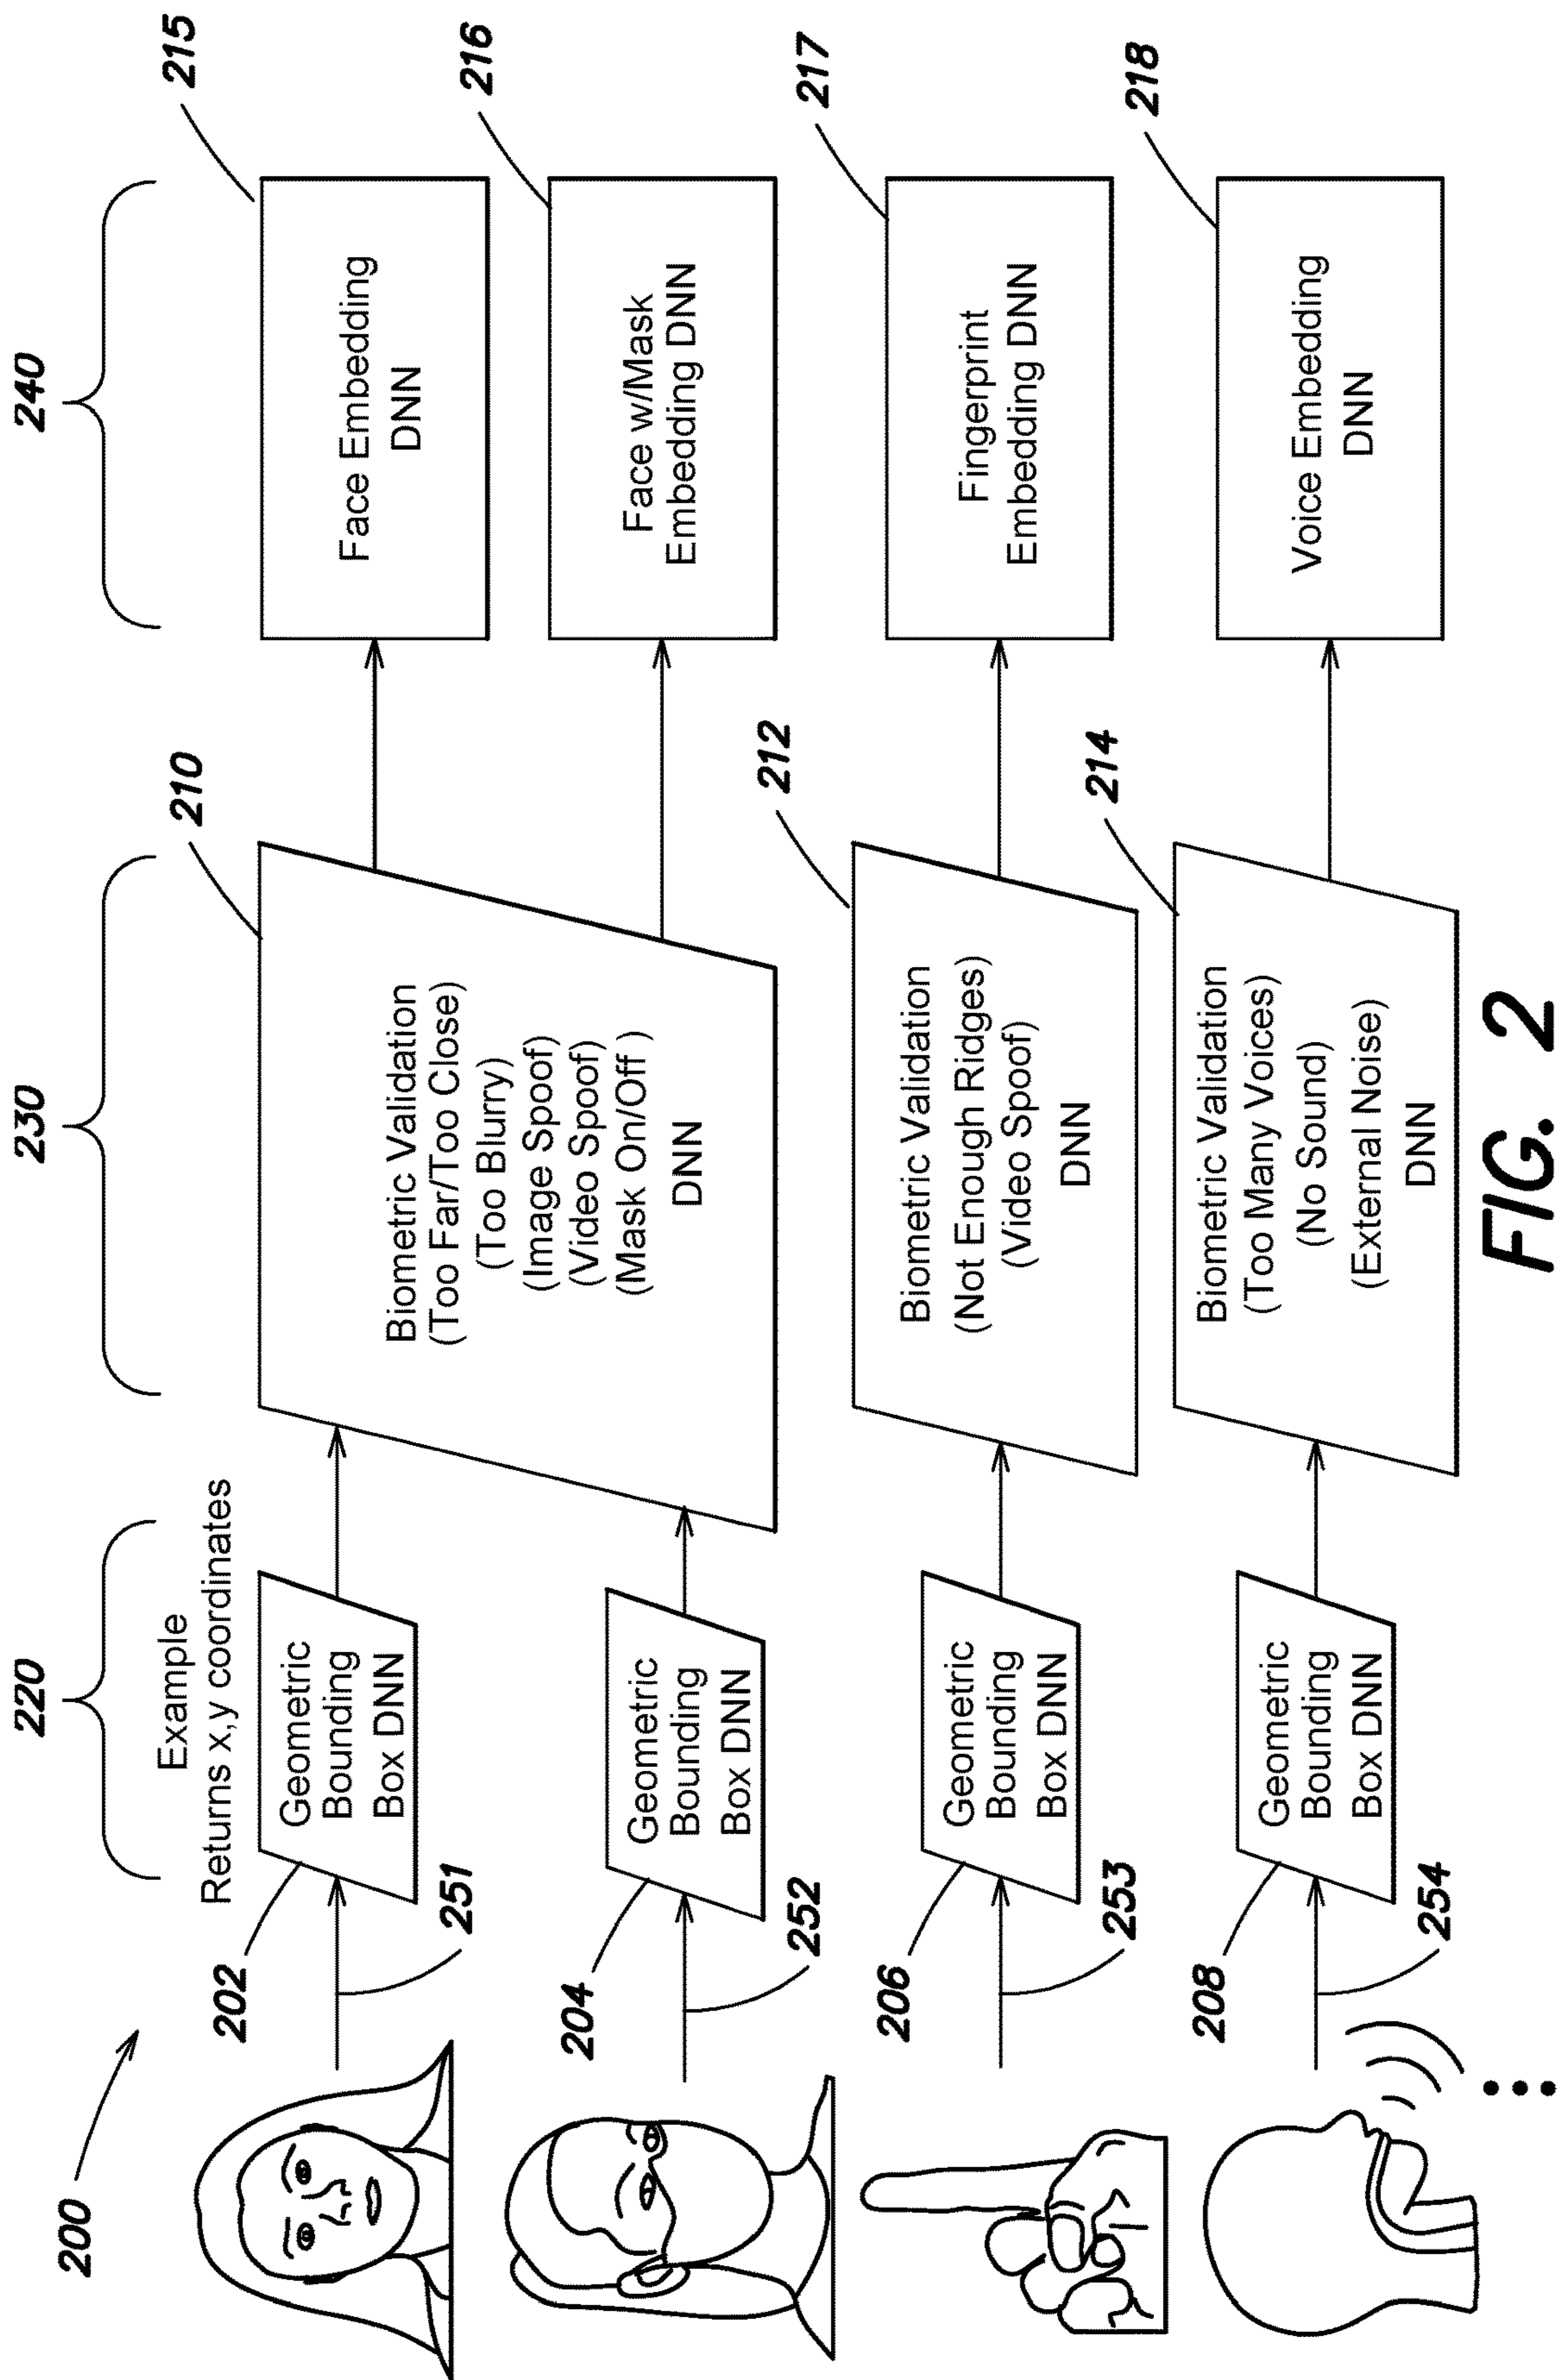 200
220
230
240
Example
Returns x,y coordinates
202
Geometric
Bounding
Box DNN
251
210
Biometric Validation
(Too Far/Too Close)
(Too Blurry)
(Image Spoof)
(Video Spoof)
(Mask On/Off )
DNN
215
Face Embedding
DNN
204
Geometric
Bounding
Box DNN
252
216
Face w/Mask
Embedding DNN
206
Geometric
Bounding
Box DNN
253
212
Biometric Validation
(Not Enough Ridges)
(Video Spoof)
DNN
217
Fingerprint
Embedding DNN
208
Geometric
Bounding
Box DNN
254
214
Biometric Validation
(Too Many Voices)
(No Sound)
(External Noise)
DNN
218
Voice Embedding
DNN
FIG. 2